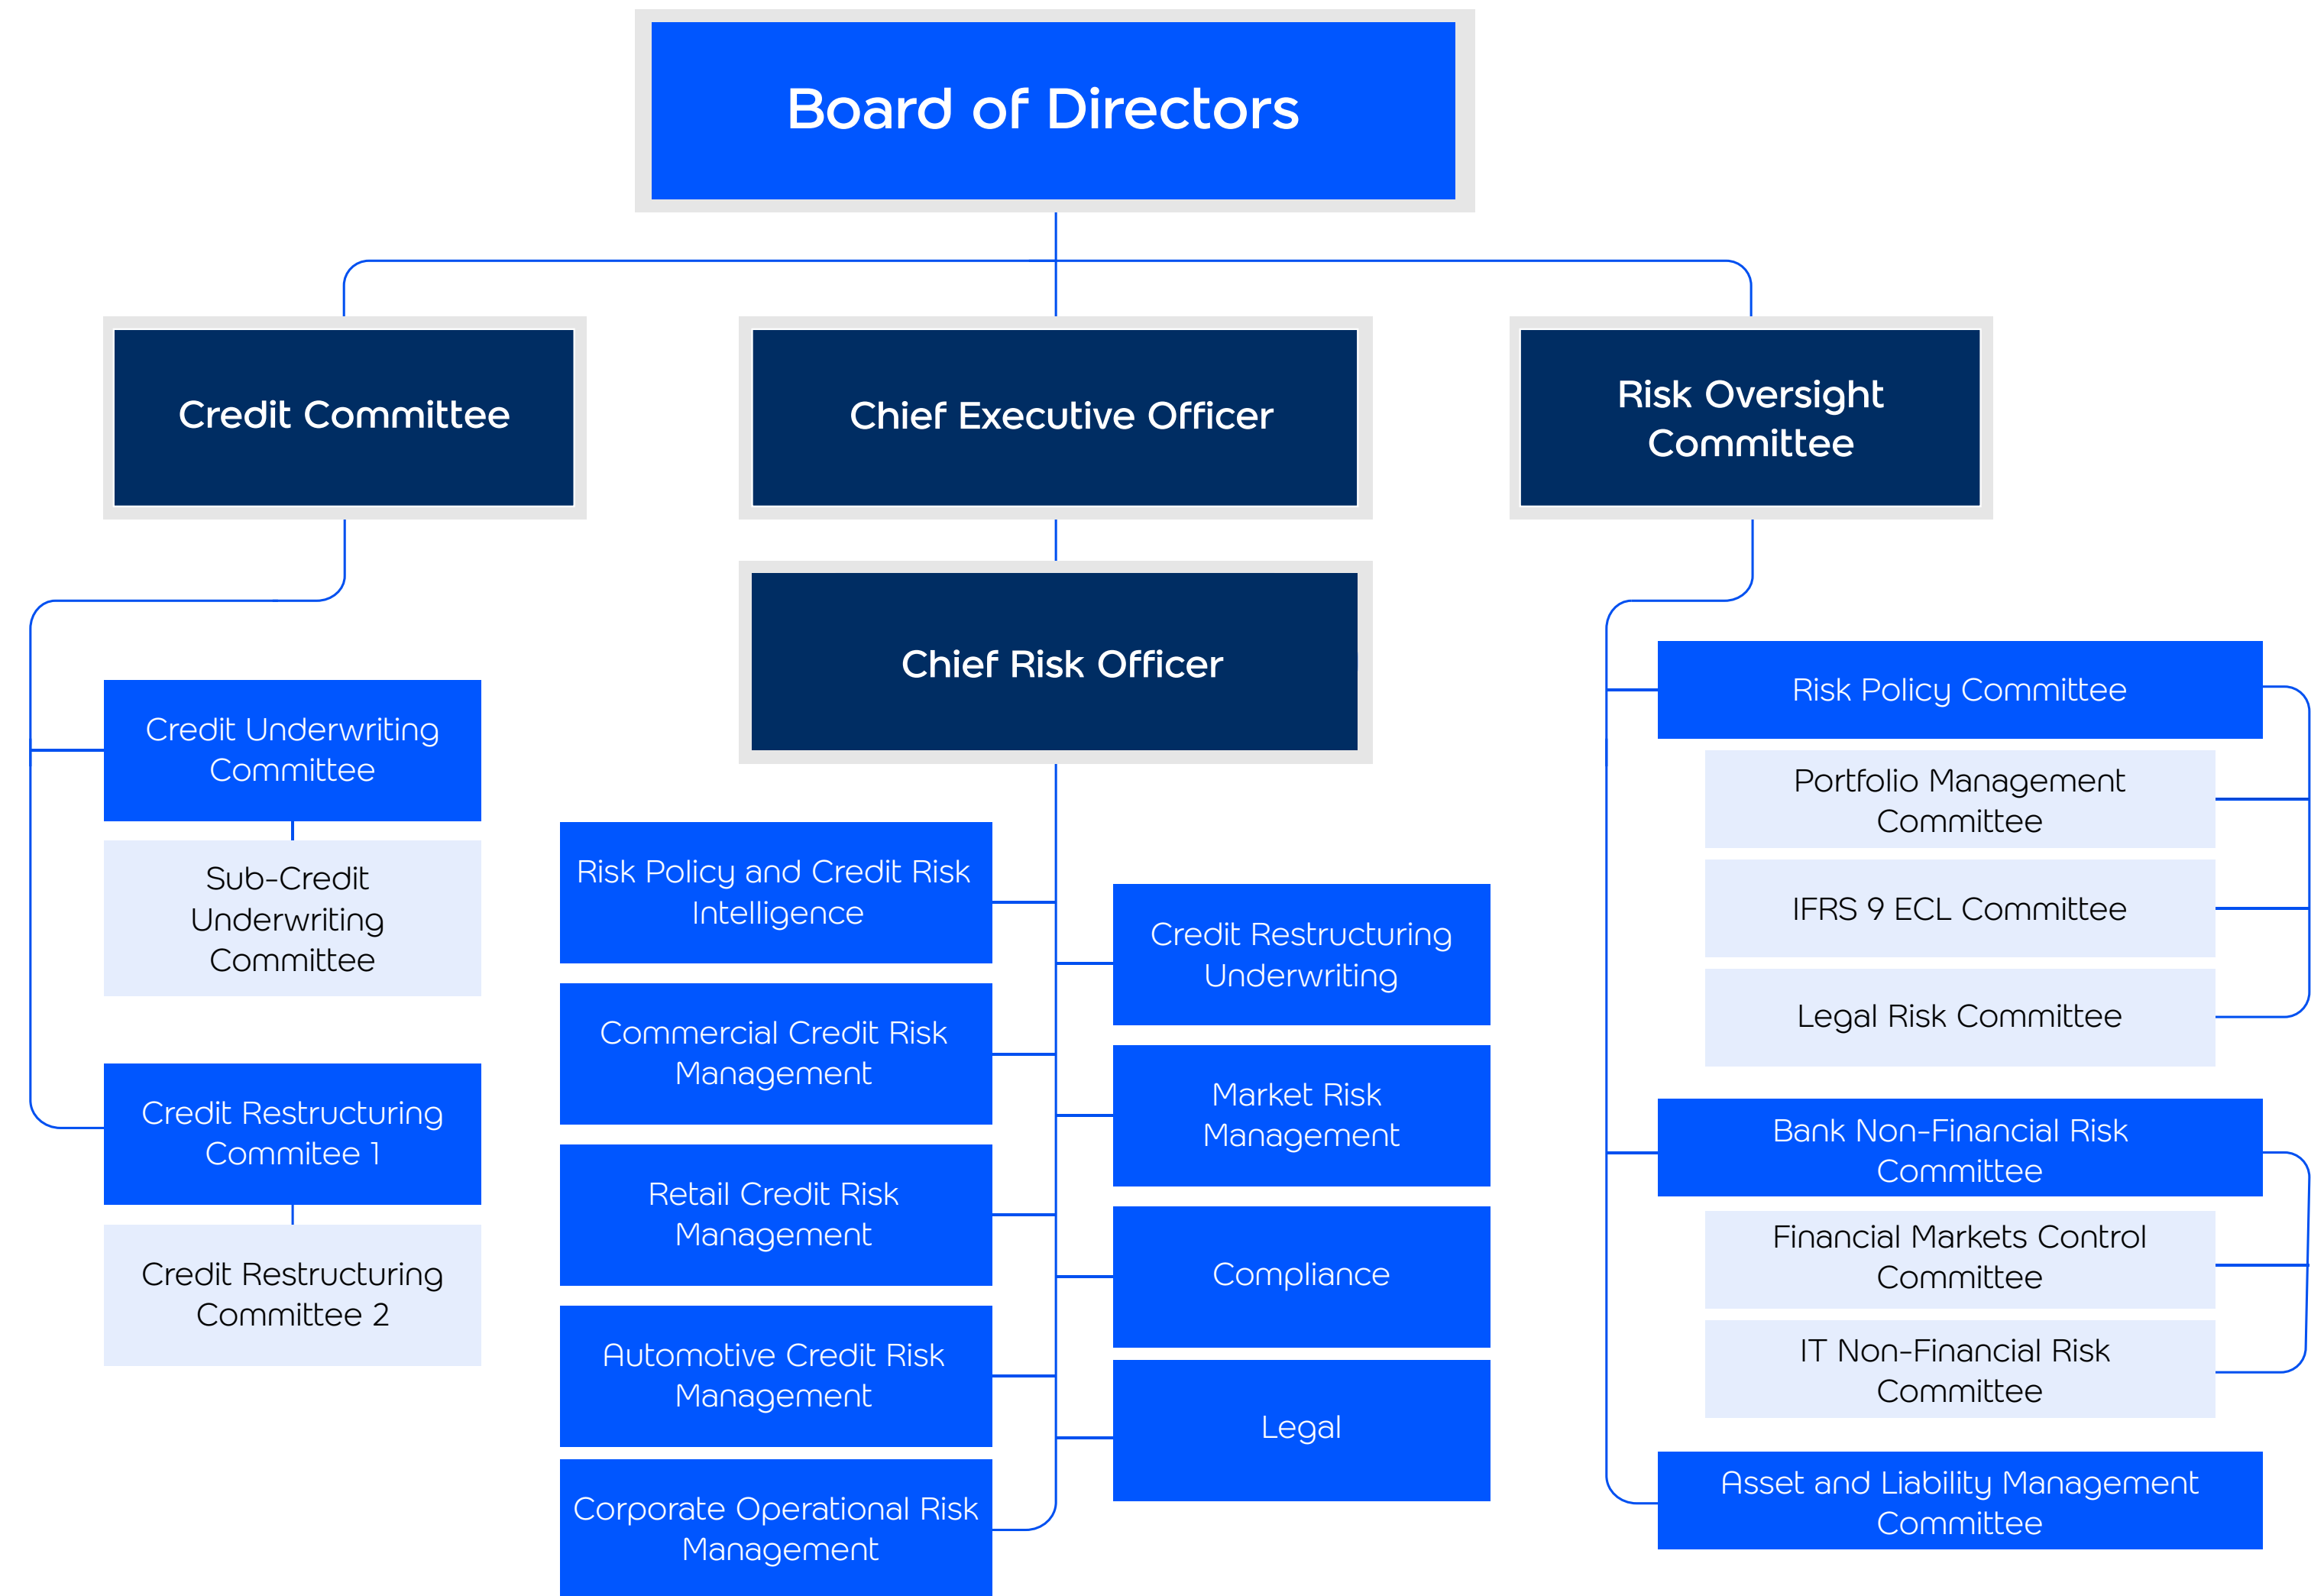 Board of Directors
Credit Committee
Chief Executive Officer
Risk Oversight
Committee
Chief Risk Officer
Credit Underwriting
Committee
Sub-Credit
Underwriting
Committee
Credit Restructuring
Commitee 1
Credit Restructuring
Committee 2
Risk Policy and Credit Risk
Intelligence
Commercial Credit Risk
Management
Retail Credit Risk
Management
Automotive Credit Risk
Management
Corporate Operational Risk
Management
Credit Restructuring
Underwriting
Market Risk
Management
Compliance
Legal
Risk Policy Committee
Portfolio Management
Committee
IFRS 9 ECL Committee
Legal Risk Committee
Bank Non-Financial Risk
Committee
Financial Markets Control
Committee
IT Non-Financial Risk
Committee
Asset and Liability Management
Committee